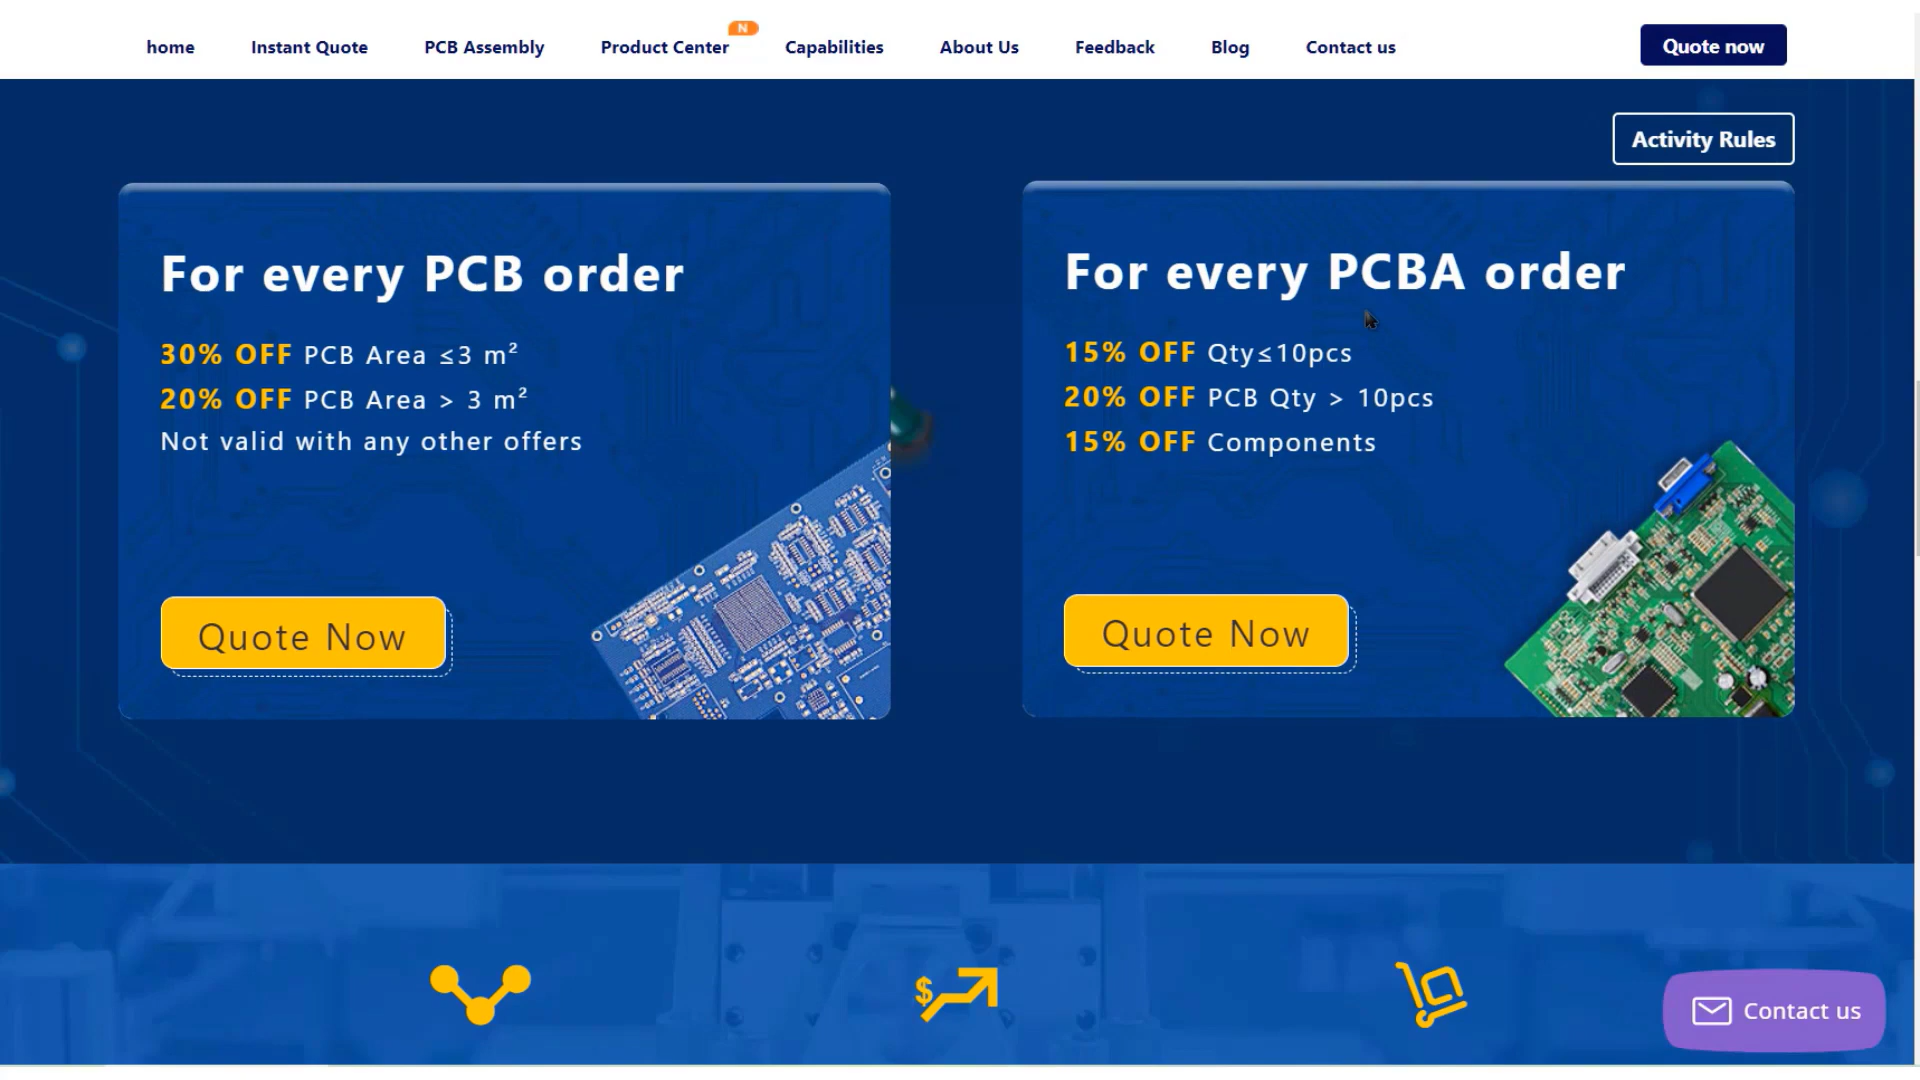 home Instant Quote PCB Assembly Product Center N Capabilities About Us Feedback Blog Contact us Quote now
Activity Rules
For every PCB order
30% OFF PCB Area ≤3 m²
20% OFF PCB Area > 3 m²
Not valid with any other offers
Quote Now
For every PCBA order
15% OFF Qty≤10pcs
20% OFF PCB Qty > 10pcs
15% OFF Components
Quote Now
$
Contact us